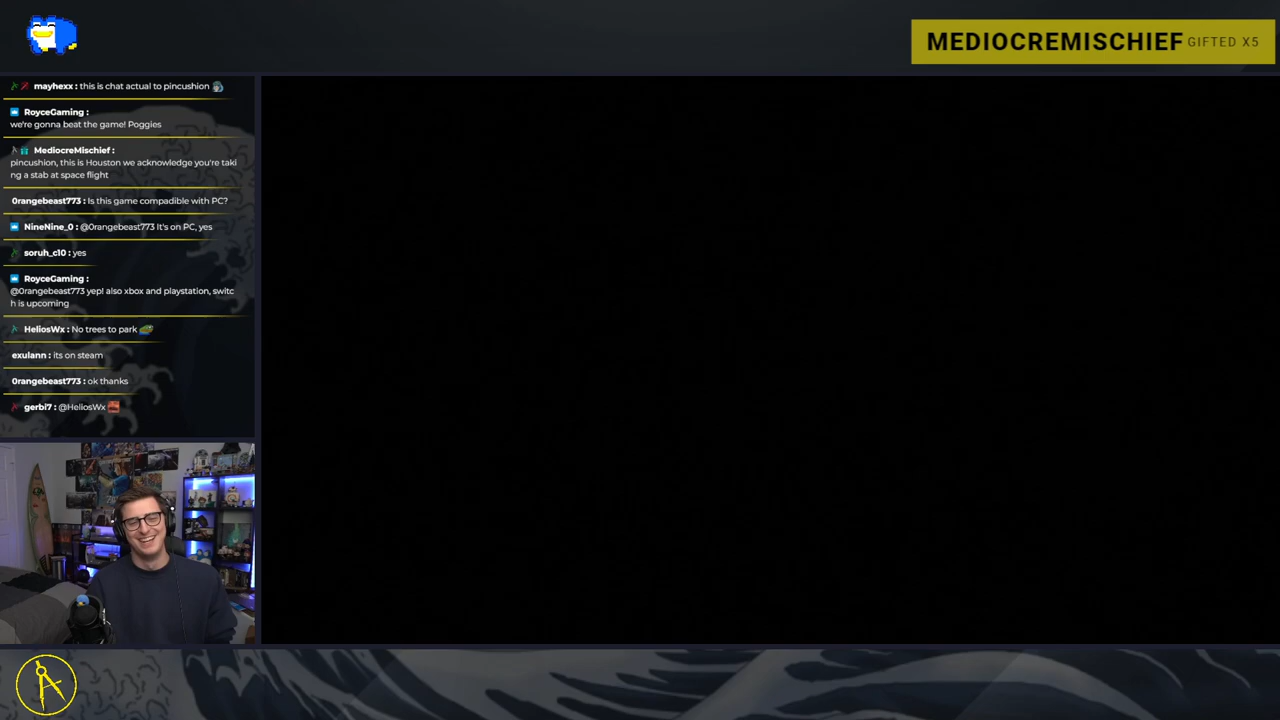 MEDIOCREMISCHIEF GIFTED X5
mayhexx : this is chat actual to pincushion
RoyceGaming :
we're gonna beat the game! Poggies
MediocreMischief :
pincushion, this is Houston we acknowledge you're taki
ng a stab at space flight
0rangebeast773 : Is this game compadible with PC?
NineNine_0 : @0rangebeast773 It's on PC, yes
soruh_c10 : yes
RoyceGaming :
@0rangebeast773 yep! also xbox and playstation, switc
h is upcoming
HeliosWx : No trees to park
exulann : its on steam
0rangebeast773 : ok thanks
gerbi7 : @HeliosWx